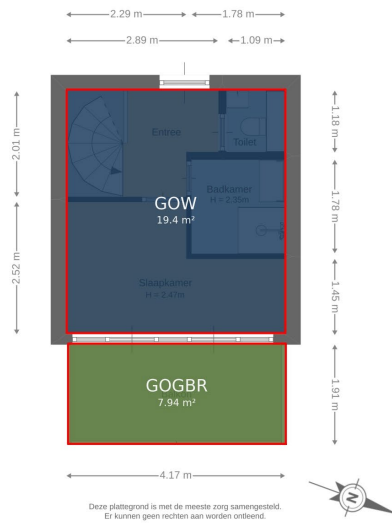 2.29 m
1.78 m
2.89 m
1.09 m
2.01 m
2.52 m
1.18 m
1.78 m
1.45 m
1.91 m
Entree
Toilet
Badkamer
H = 2.35m
GOW
19.4 m²
Slaapkamer
H = 2.47m
GOGBR
7.94 m²
4.17 m
N
Deze plattegrond is met de meeste zorg samengesteld.
Er kunnen geen rechten aan worden ontleend.